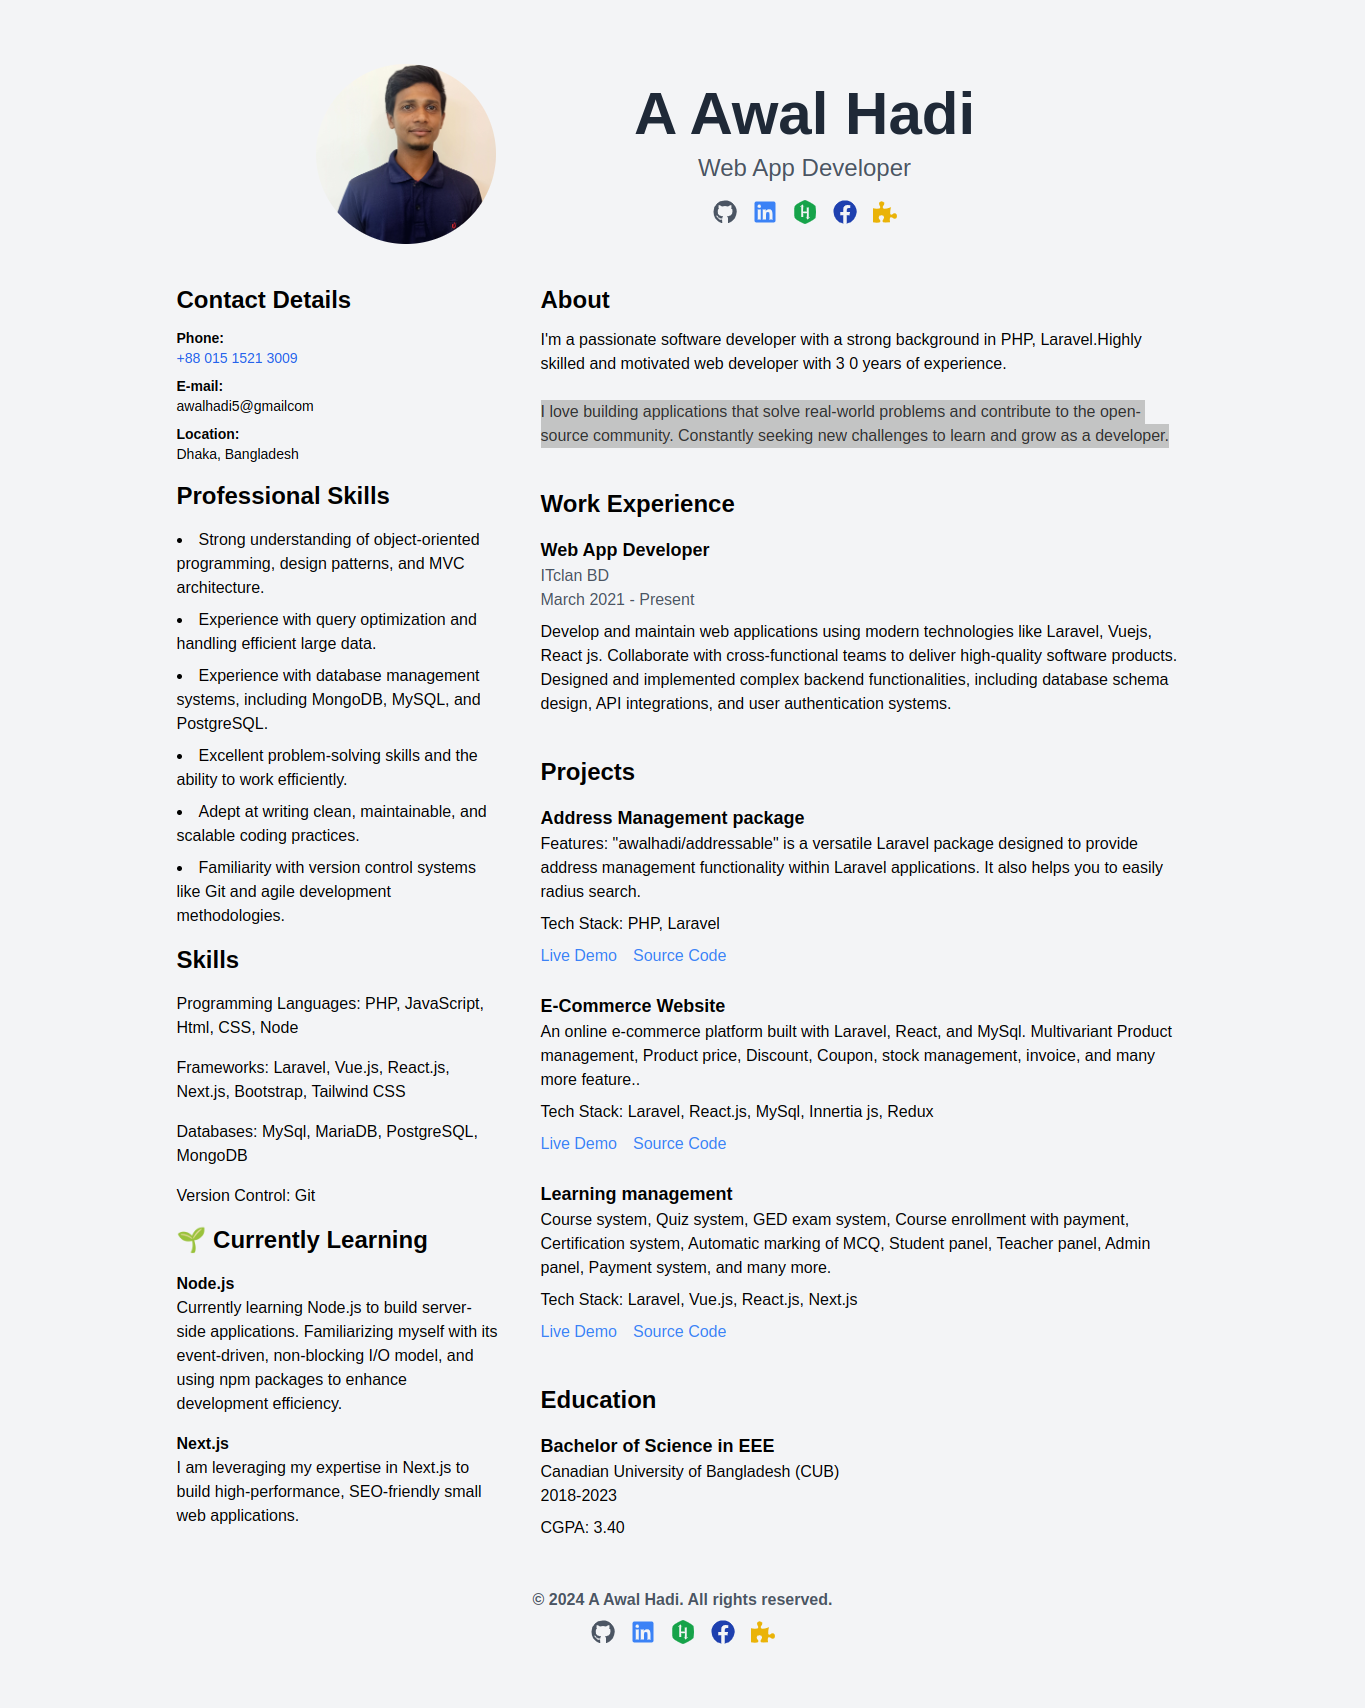 A Awal Hadi
Web App Developer
Contact Details
Phone:
+88 015 1521 3009
E-mail:
awalhadi5@gmailcom
Location:
Dhaka, Bangladesh
Professional Skills
• Strong understanding of object-oriented
programming, design patterns, and MVC
architecture.
• Experience with query optimization and
handling efficient large data.
• Experience with database management
systems, including MongoDB, MySQL, and
PostgreSQL.
• Excellent problem-solving skills and the
ability to work efficiently.
• Adept at writing clean, maintainable, and
scalable coding practices.
• Familiarity with version control systems
like Git and agile development
methodologies.
Skills
Programming Languages: PHP, JavaScript,
Html, CSS, Node
Frameworks: Laravel, Vue.js, React.js,
Next.js, Bootstrap, Tailwind CSS
Databases: MySql, MariaDB, PostgreSQL,
MongoDB
Version Control: Git
🌱 Currently Learning
Node.js
Currently learning Node.js to build server-
side applications. Familiarizing myself with its
event-driven, non-blocking I/O model, and
using npm packages to enhance
development efficiency.
Next.js
I am leveraging my expertise in Next.js to
build high-performance, SEO-friendly small
web applications.
About
I'm a passionate software developer with a strong background in PHP, Laravel.Highly
skilled and motivated web developer with 3 0 years of experience.
I love building applications that solve real-world problems and contribute to the open-
source community. Constantly seeking new challenges to learn and grow as a developer.
Work Experience
Web App Developer
ITclan BD
March 2021 - Present
Develop and maintain web applications using modern technologies like Laravel, Vuejs,
React js. Collaborate with cross-functional teams to deliver high-quality software products.
Designed and implemented complex backend functionalities, including database schema
design, API integrations, and user authentication systems.
Projects
Address Management package
Features: "awalhadi/addressable" is a versatile Laravel package designed to provide
address management functionality within Laravel applications. It also helps you to easily
radius search.
Tech Stack: PHP, Laravel
Live Demo Source Code
E-Commerce Website
An online e-commerce platform built with Laravel, React, and MySql. Multivariant Product
management, Product price, Discount, Coupon, stock management, invoice, and many
more feature..
Tech Stack: Laravel, React.js, MySql, Innertia js, Redux
Live Demo Source Code
Learning management
Course system, Quiz system, GED exam system, Course enrollment with payment,
Certification system, Automatic marking of MCQ, Student panel, Teacher panel, Admin
panel, Payment system, and many more.
Tech Stack: Laravel, Vue.js, React.js, Next.js
Live Demo Source Code
Education
Bachelor of Science in EEE
Canadian University of Bangladesh (CUB)
2018-2023
CGPA: 3.40
© 2024 A Awal Hadi. All rights reserved.